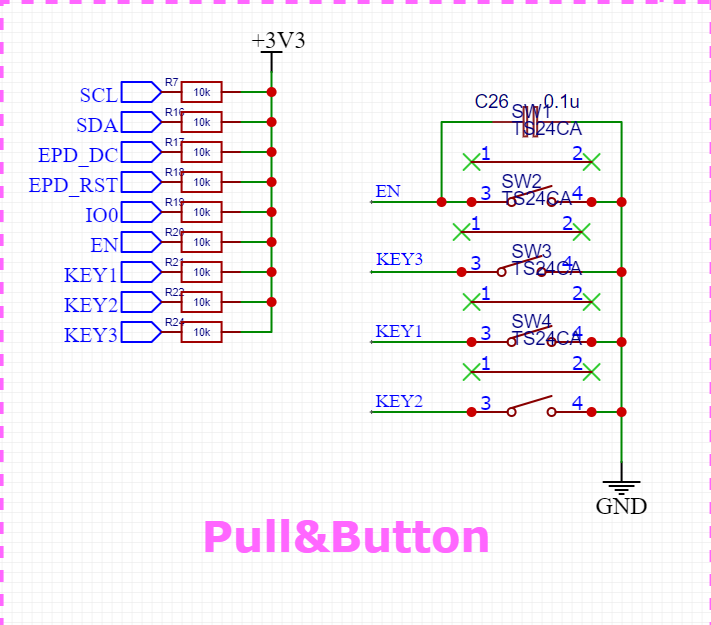 +3V3
SCL R7 10k
SDA R16 10k
EPD_DC R17 10k
EPD_RST R18 10k
IO0 R19 10k
EN R20 10k
KEY1 R21 10k
KEY2 R22 10k
KEY3 R24 10k
C26 0.1u
SW1
TS24CA
1 2
EN 3 4
SW2
TS24CA
1 2
KEY3 3 4
SW3
TS24CA
1 2
KEY1 3 4
SW4
TS24CA
1 2
KEY2 3 4
GND
Pull&Button